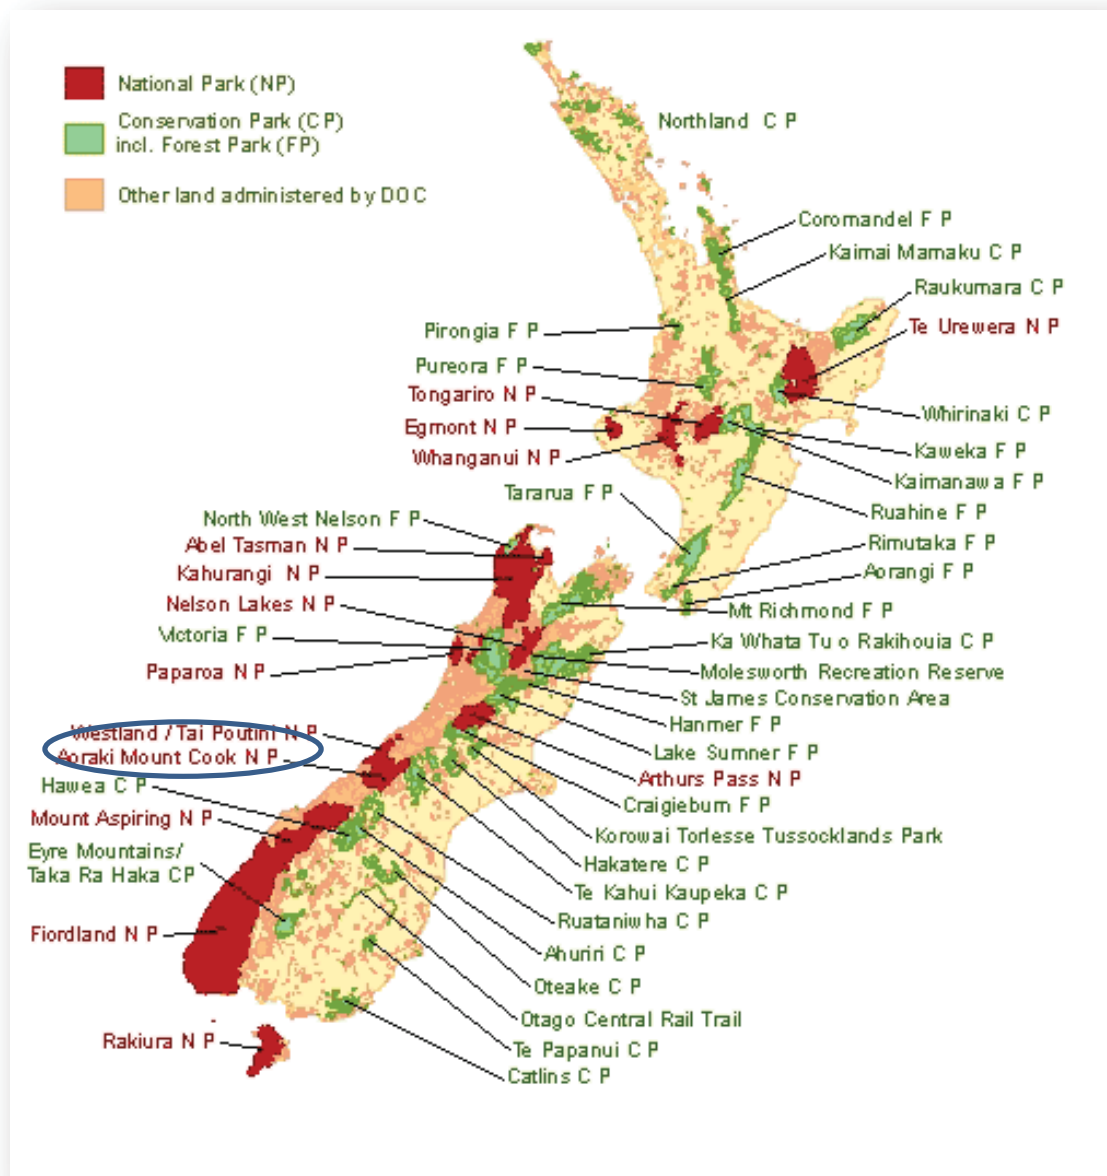 National Park (NP)
Conservation Park (CP)
incl. Forest Park (FP)
Other land administered by DOC
Northland C P
Coromandel F P
Kaimai Mamaku C P
Raukumara C P
Te Urewera N P
Pirongia F P
Pureora F P
Tongariro N P
Egmont N P
Whanganui N P
Whirinaki C P
Kaweka F P
Kaimanawa F P
Ruahine F P
Tararua F P
Rimutaka F P
Aorangi F P
North West Nelson F P
Abel Tasman N P
Kahurangi N P
Nelson Lakes N P
Victoria F P
Paparoa N P
Mt Richmond F P
Ka Whata Tu o Rakihouia C P
Molesworth Recreation Reserve
St James Conservation Area
Hanmer F P
Lake Sumner F P
Arthurs Pass N P
Craigieburn F P
Korowai Torlesse Tussocklands Park
Hakatere C P
Te Kahui Kaupeka C P
Ruataniwha C P
Ahuriri C P
Oteake C P
Otago Central Rail Trail
Te Papanui C P
Catlins C P
Westland / Tai Poutini N P
Aoraki Mount Cook N P
Hawea C P
Mount Aspiring N P
Eyre Mountains/
Taka Ra Haka CP
Fiordland N P
Rakiura N P